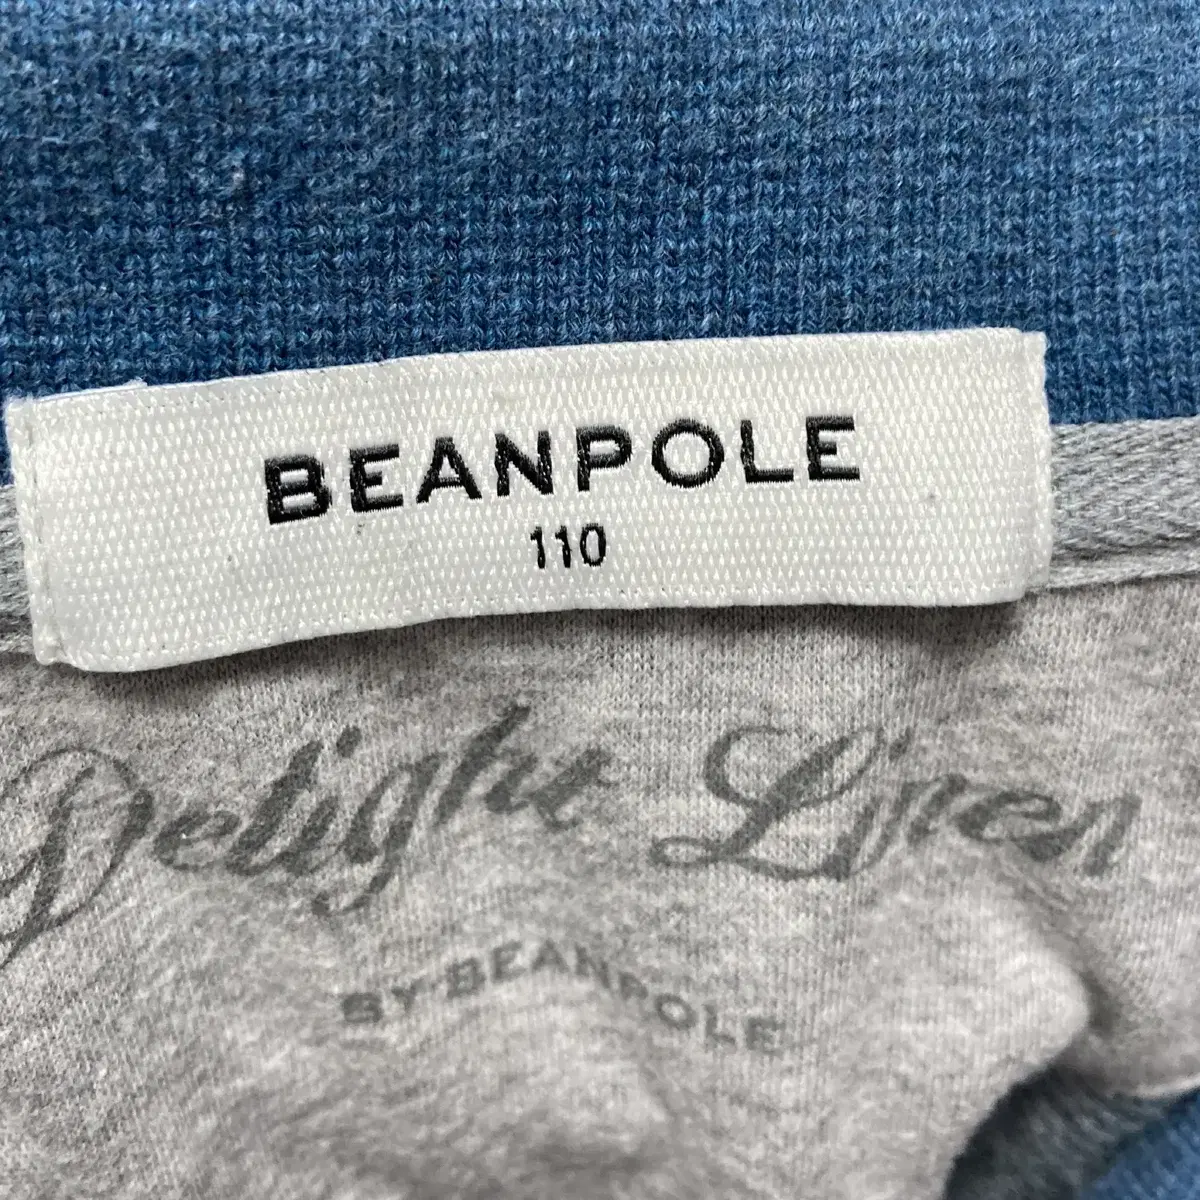 BEANPOLE
110
Delight Linen
BY BEANPOLE